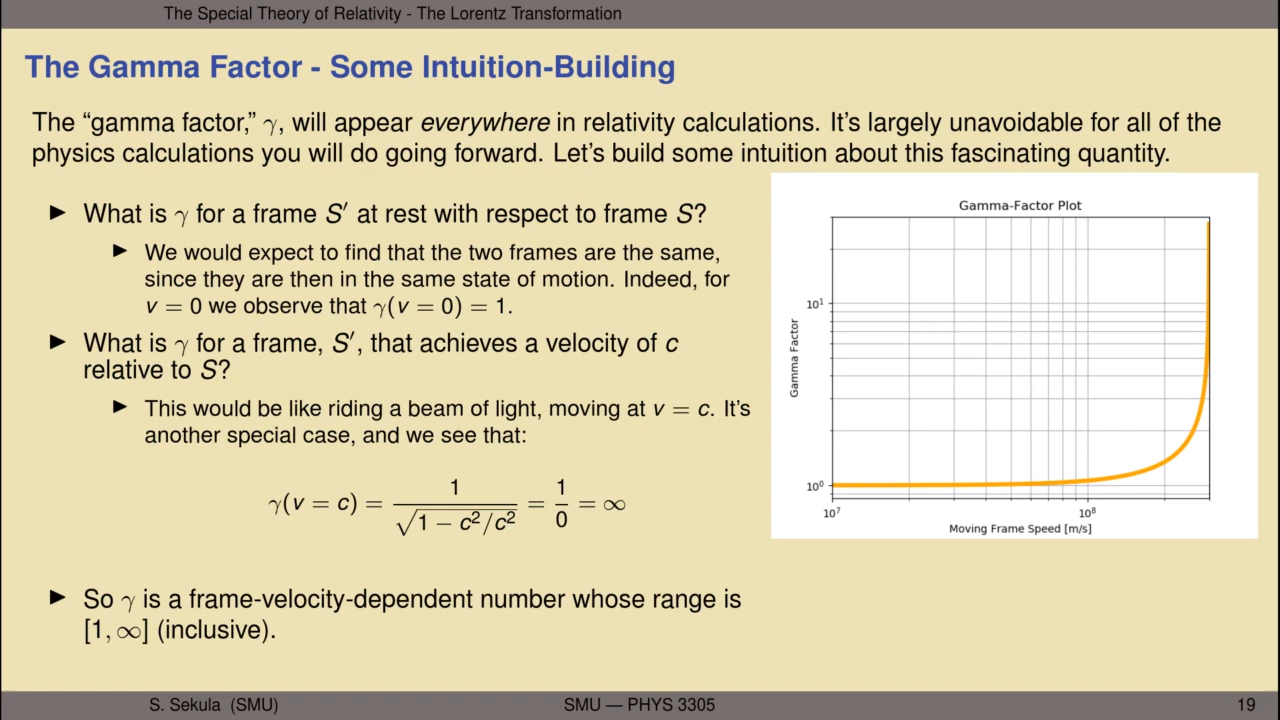 The Special Theory of Relativity - The Lorentz Transformation
The Gamma Factor - Some Intuition-Building
The “gamma factor,” γ, will appear everywhere in relativity calculations. It’s largely unavoidable for all of the
physics calculations you will do going forward. Let’s build some intuition about this fascinating quantity.
▶ What is γ for a frame S′ at rest with respect to frame S?
▶ We would expect to find that the two frames are the same,
since they are then in the same state of motion. Indeed, for
v = 0 we observe that γ(v = 0) = 1.
▶ What is γ for a frame, S′, that achieves a velocity of c
relative to S?
▶ This would be like riding a beam of light, moving at v = c. It’s
another special case, and we see that:
γ(v = c) = 1/√(1 − c²/c²) = 1/0 = ∞
▶ So γ is a frame-velocity-dependent number whose range is
[1, ∞] (inclusive).
Gamma-Factor Plot
Gamma Factor
10¹
10⁰
10⁷
10⁸
Moving Frame Speed [m/s]
S. Sekula (SMU)
SMU — PHYS 3305
19